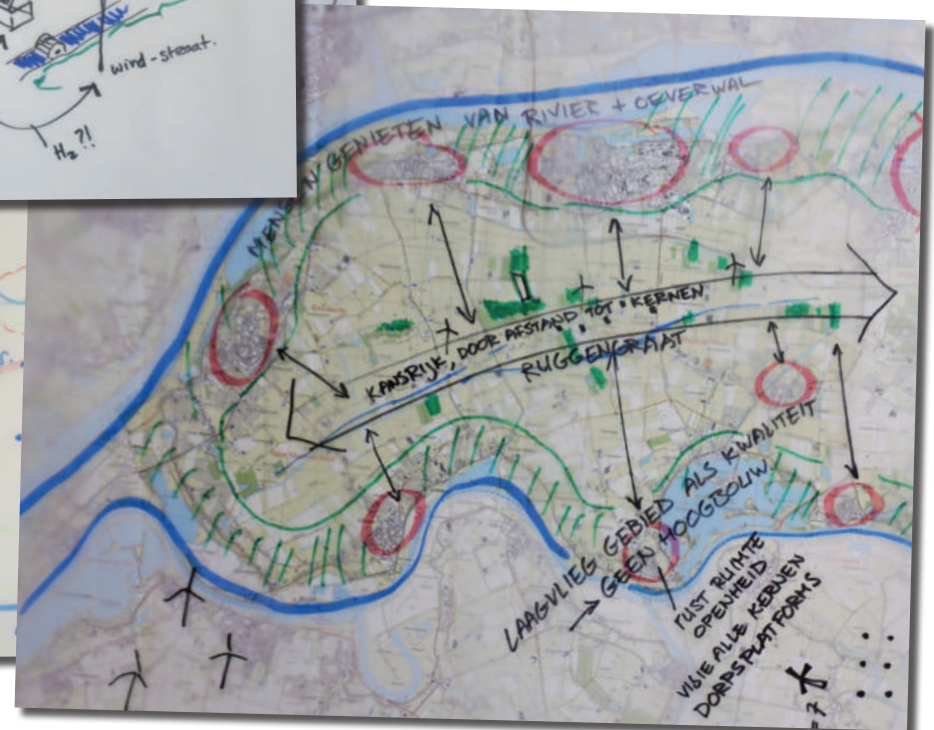 wind-straat.
H2?!
MENSEN GENIETEN VAN RIVIER + OEVERWAL
KANSRIJK, DOOR AFSTAND TOT KERNEN
RUGGENGRAAT
LAAGVLIEG GEBIED ALS KWALITEIT
→ GEEN HOOGBOUW
RUST RUIMTE
OPENHEID
VISIE ALLE KERNEN
DORPSPLATFORMS
= 7